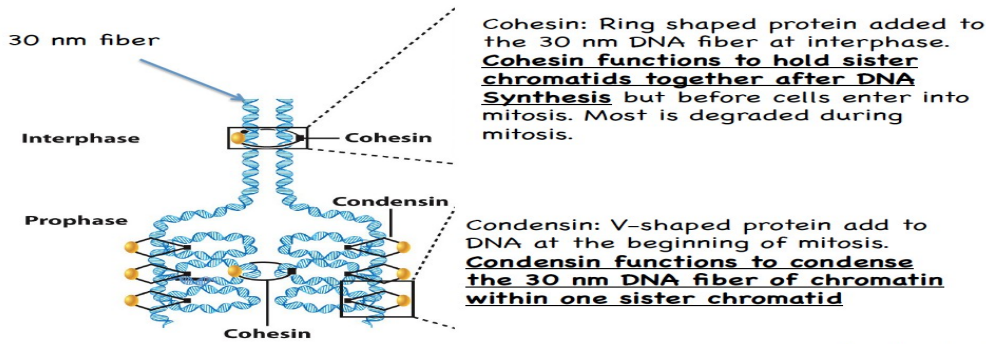 30 nm fiber
Interphase
Cohesin
Prophase
Condensin
Cohesin
Cohesin: Ring shaped protein added to
the 30 nm DNA fiber at interphase.
Cohesin functions to hold sister
chromatids together after DNA
Synthesis but before cells enter into
mitosis. Most is degraded during
mitosis.
Condensin: V-shaped protein add to
DNA at the beginning of mitosis.
Condensin functions to condense
the 30 nm DNA fiber of chromatin
within one sister chromatid